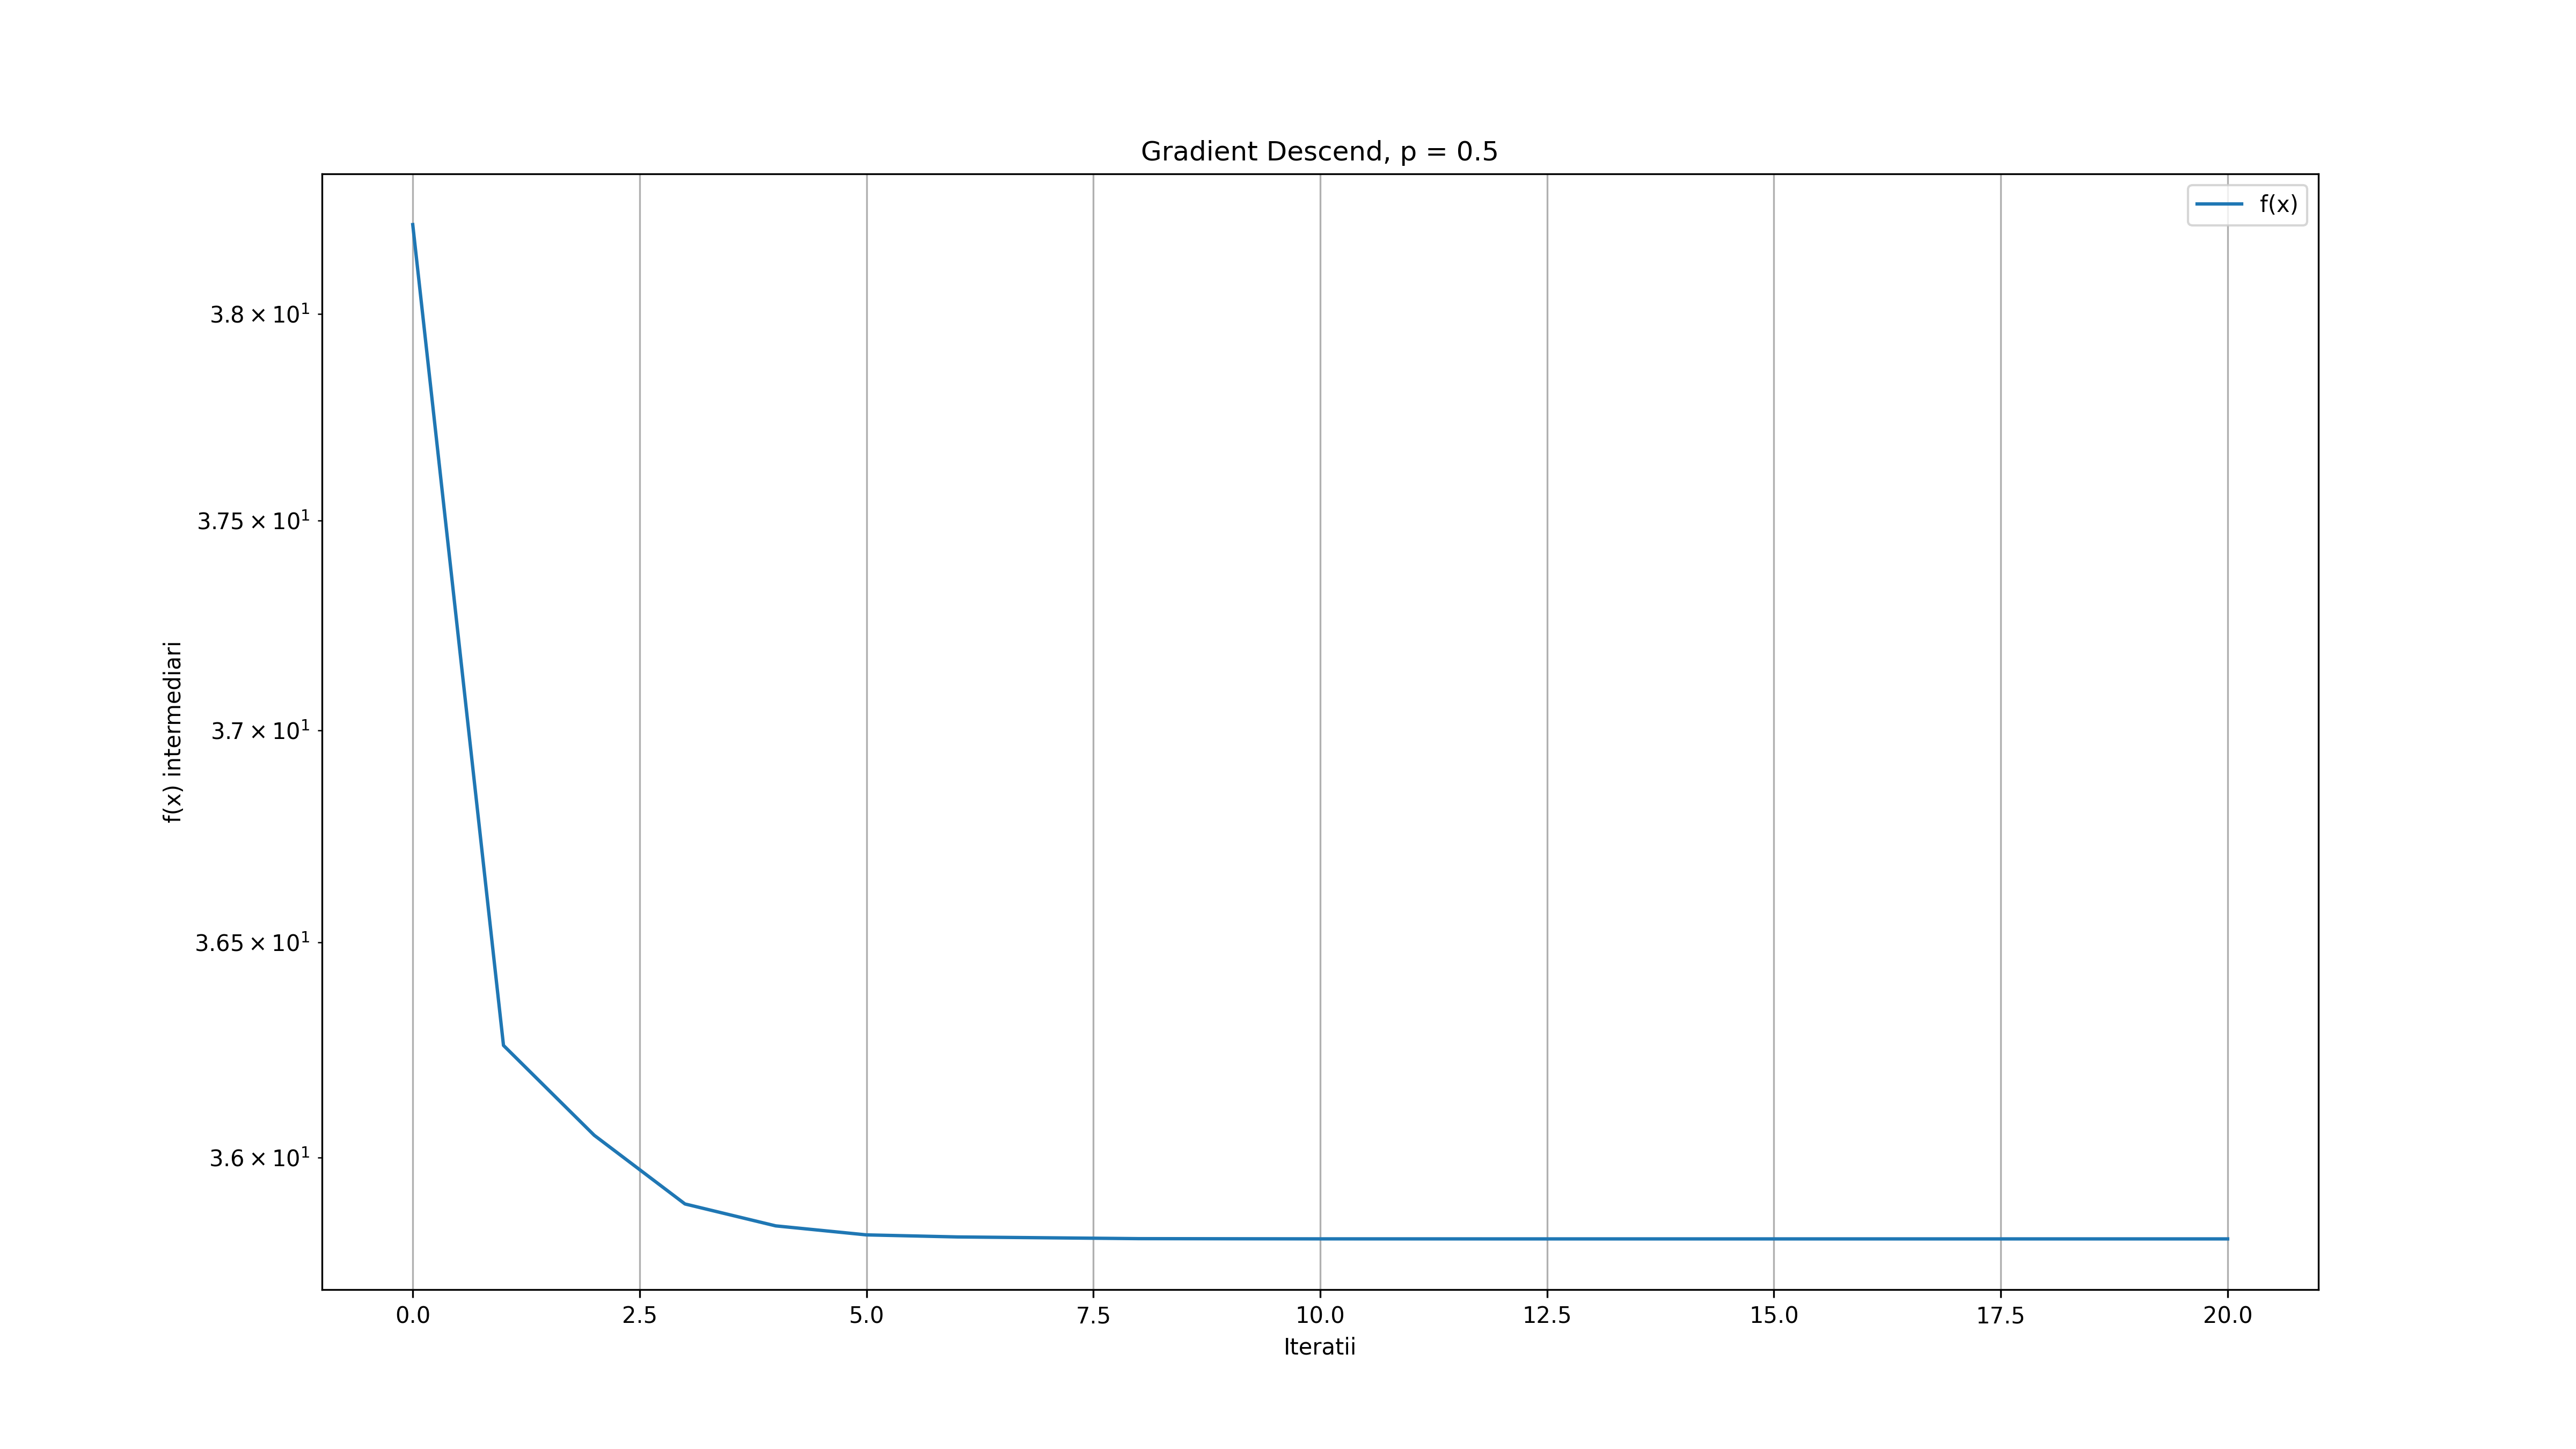 Gradient Descend, p = 0.5
f(x)
3.8 × 10¹
3.75 × 10¹
3.7 × 10¹
3.65 × 10¹
3.6 × 10¹
f(x) intermediari
0.0 2.5 5.0 7.5 10.0 12.5 15.0 17.5 20.0
Iteratii